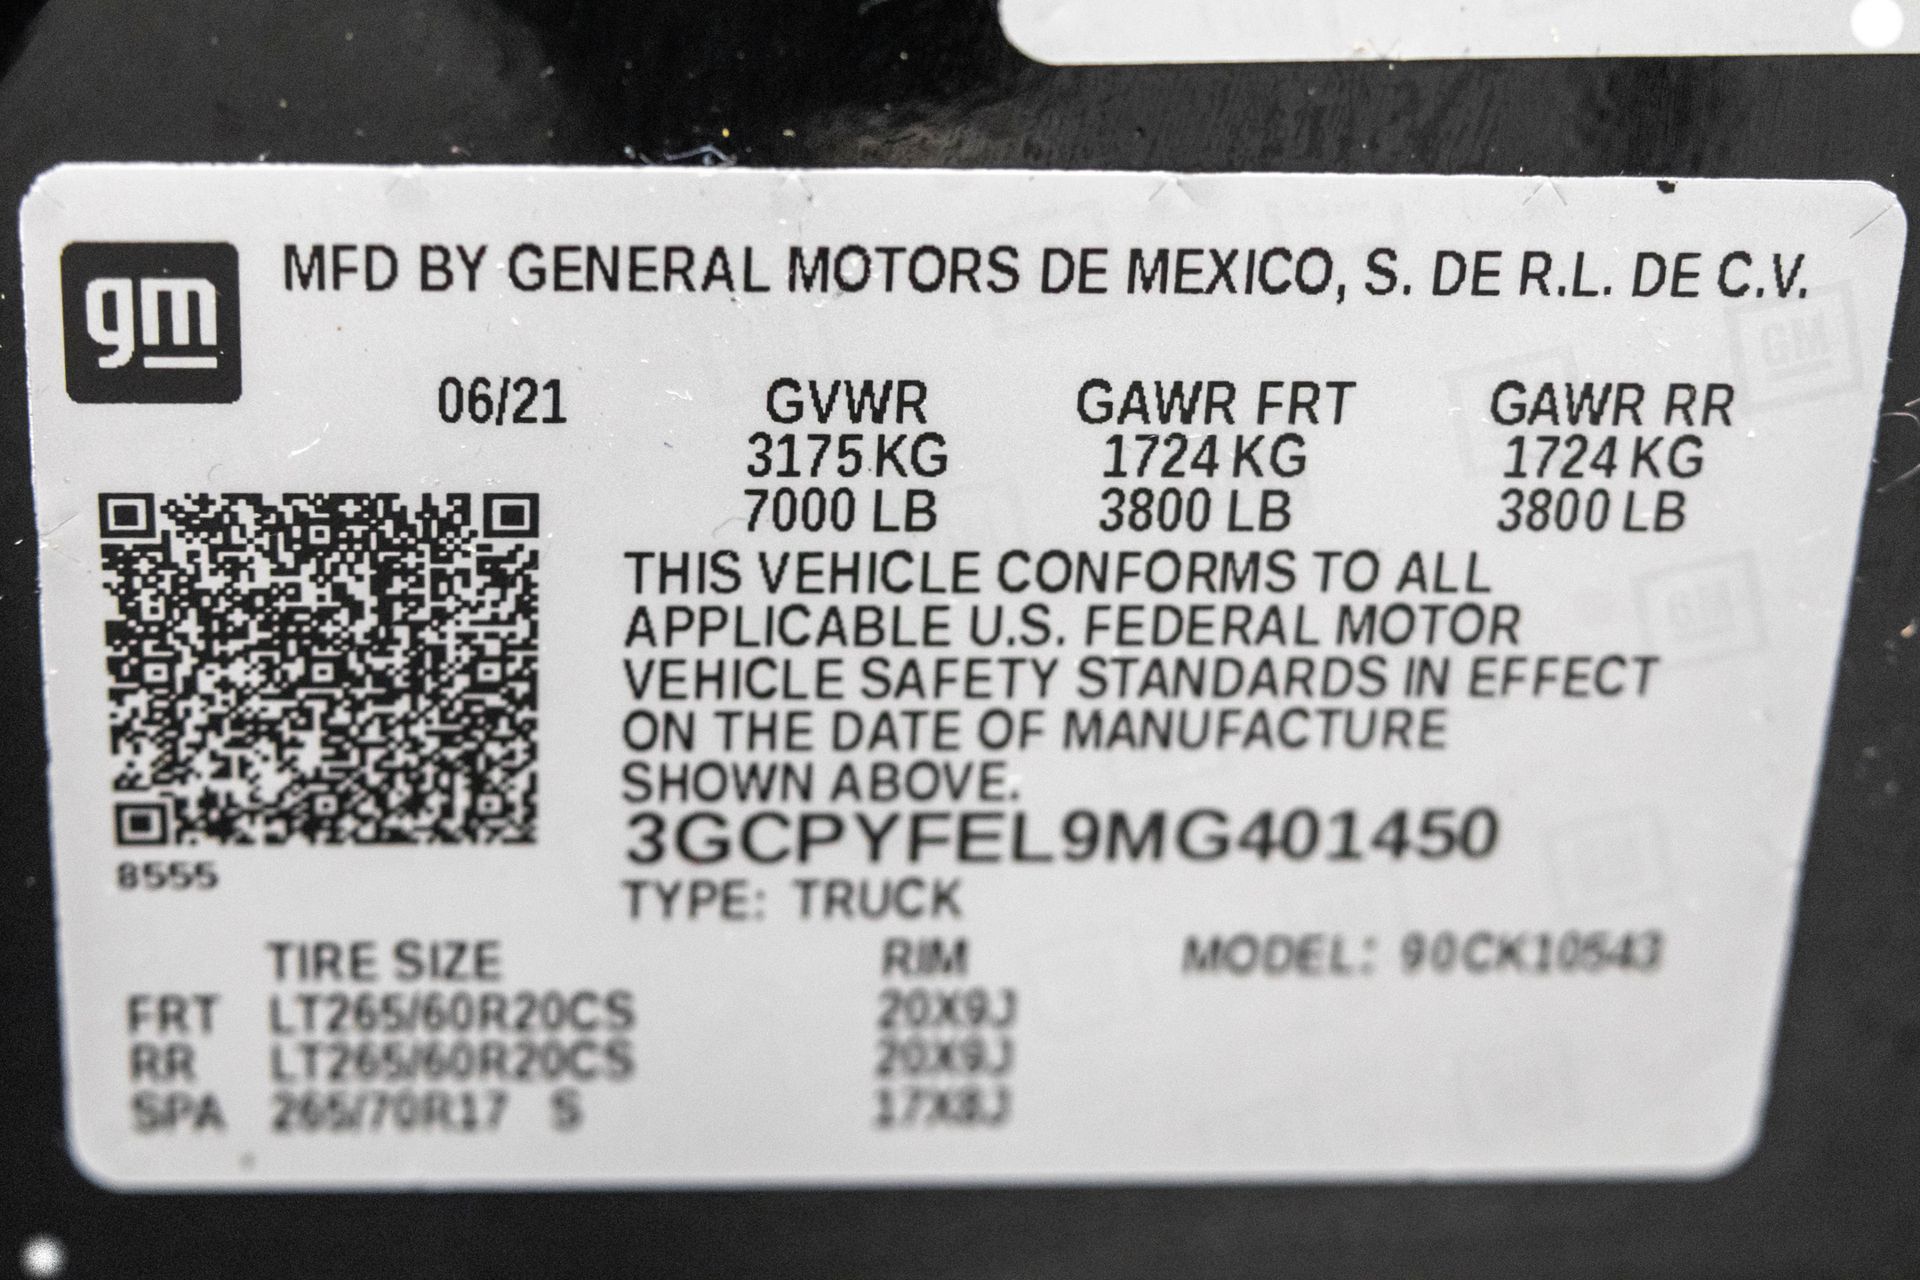 gm
MFD BY GENERAL MOTORS DE MEXICO, S. DE R.L. DE C.V.
06/21 GVWR GAWR FRT GAWR RR
3175 KG 1724 KG 1724 KG
7000 LB 3800 LB 3800 LB
THIS VEHICLE CONFORMS TO ALL
APPLICABLE U.S. FEDERAL MOTOR
VEHICLE SAFETY STANDARDS IN EFFECT
ON THE DATE OF MANUFACTURE
SHOWN ABOVE.
3GCPYFEL9MG401450
8555
TYPE: TRUCK
TIRE SIZE RIM MODEL: 90CK10543
FRT LT265/60R20CS 20X9J
RR LT265/60R20CS 20X9J
SPA 265/70R17 S 17X8J
GM